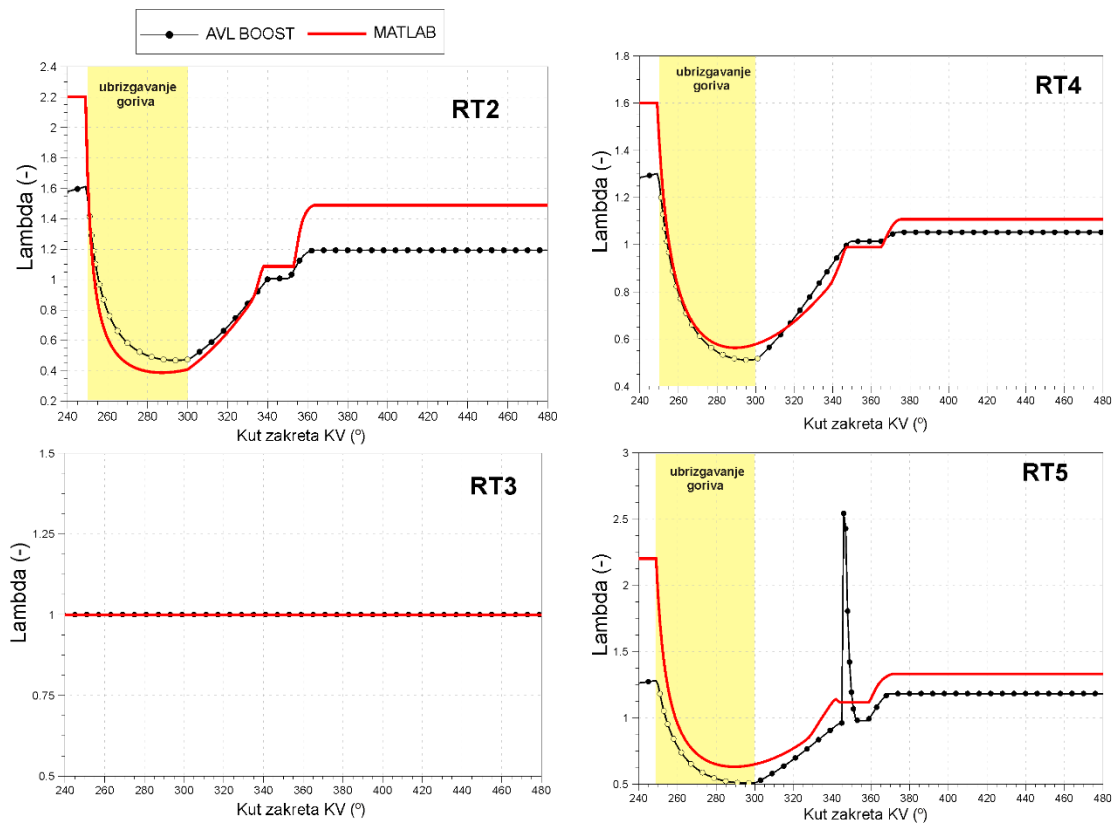 AVL BOOST
MATLAB
2.4
2.2
2
1.8
1.6
1.4
1.2
1
0.8
0.6
0.4
0.2
ubrizgavanje
goriva
RT2
Lambda (-)
240 260 280 300 320 340 360 380 400 420 440 460 480
Kut zakreta KV (º)
1.8
1.6
1.4
1.2
1
0.8
0.6
0.4
ubrizgavanje
goriva
RT4
Lambda (-)
240 260 280 300 320 340 360 380 400 420 440 460 480
Kut zakreta KV (º)
1.5
1.25
1
0.75
0.5
RT3
Lambda (-)
240 260 280 300 320 340 360 380 400 420 440 460 480
Kut zakreta KV (º)
3
2.5
2
1.5
1
0.5
ubrizgavanje
goriva
RT5
Lambda (-)
240 260 280 300 320 340 360 380 400 420 440 460 480
Kut zakreta KV (º)